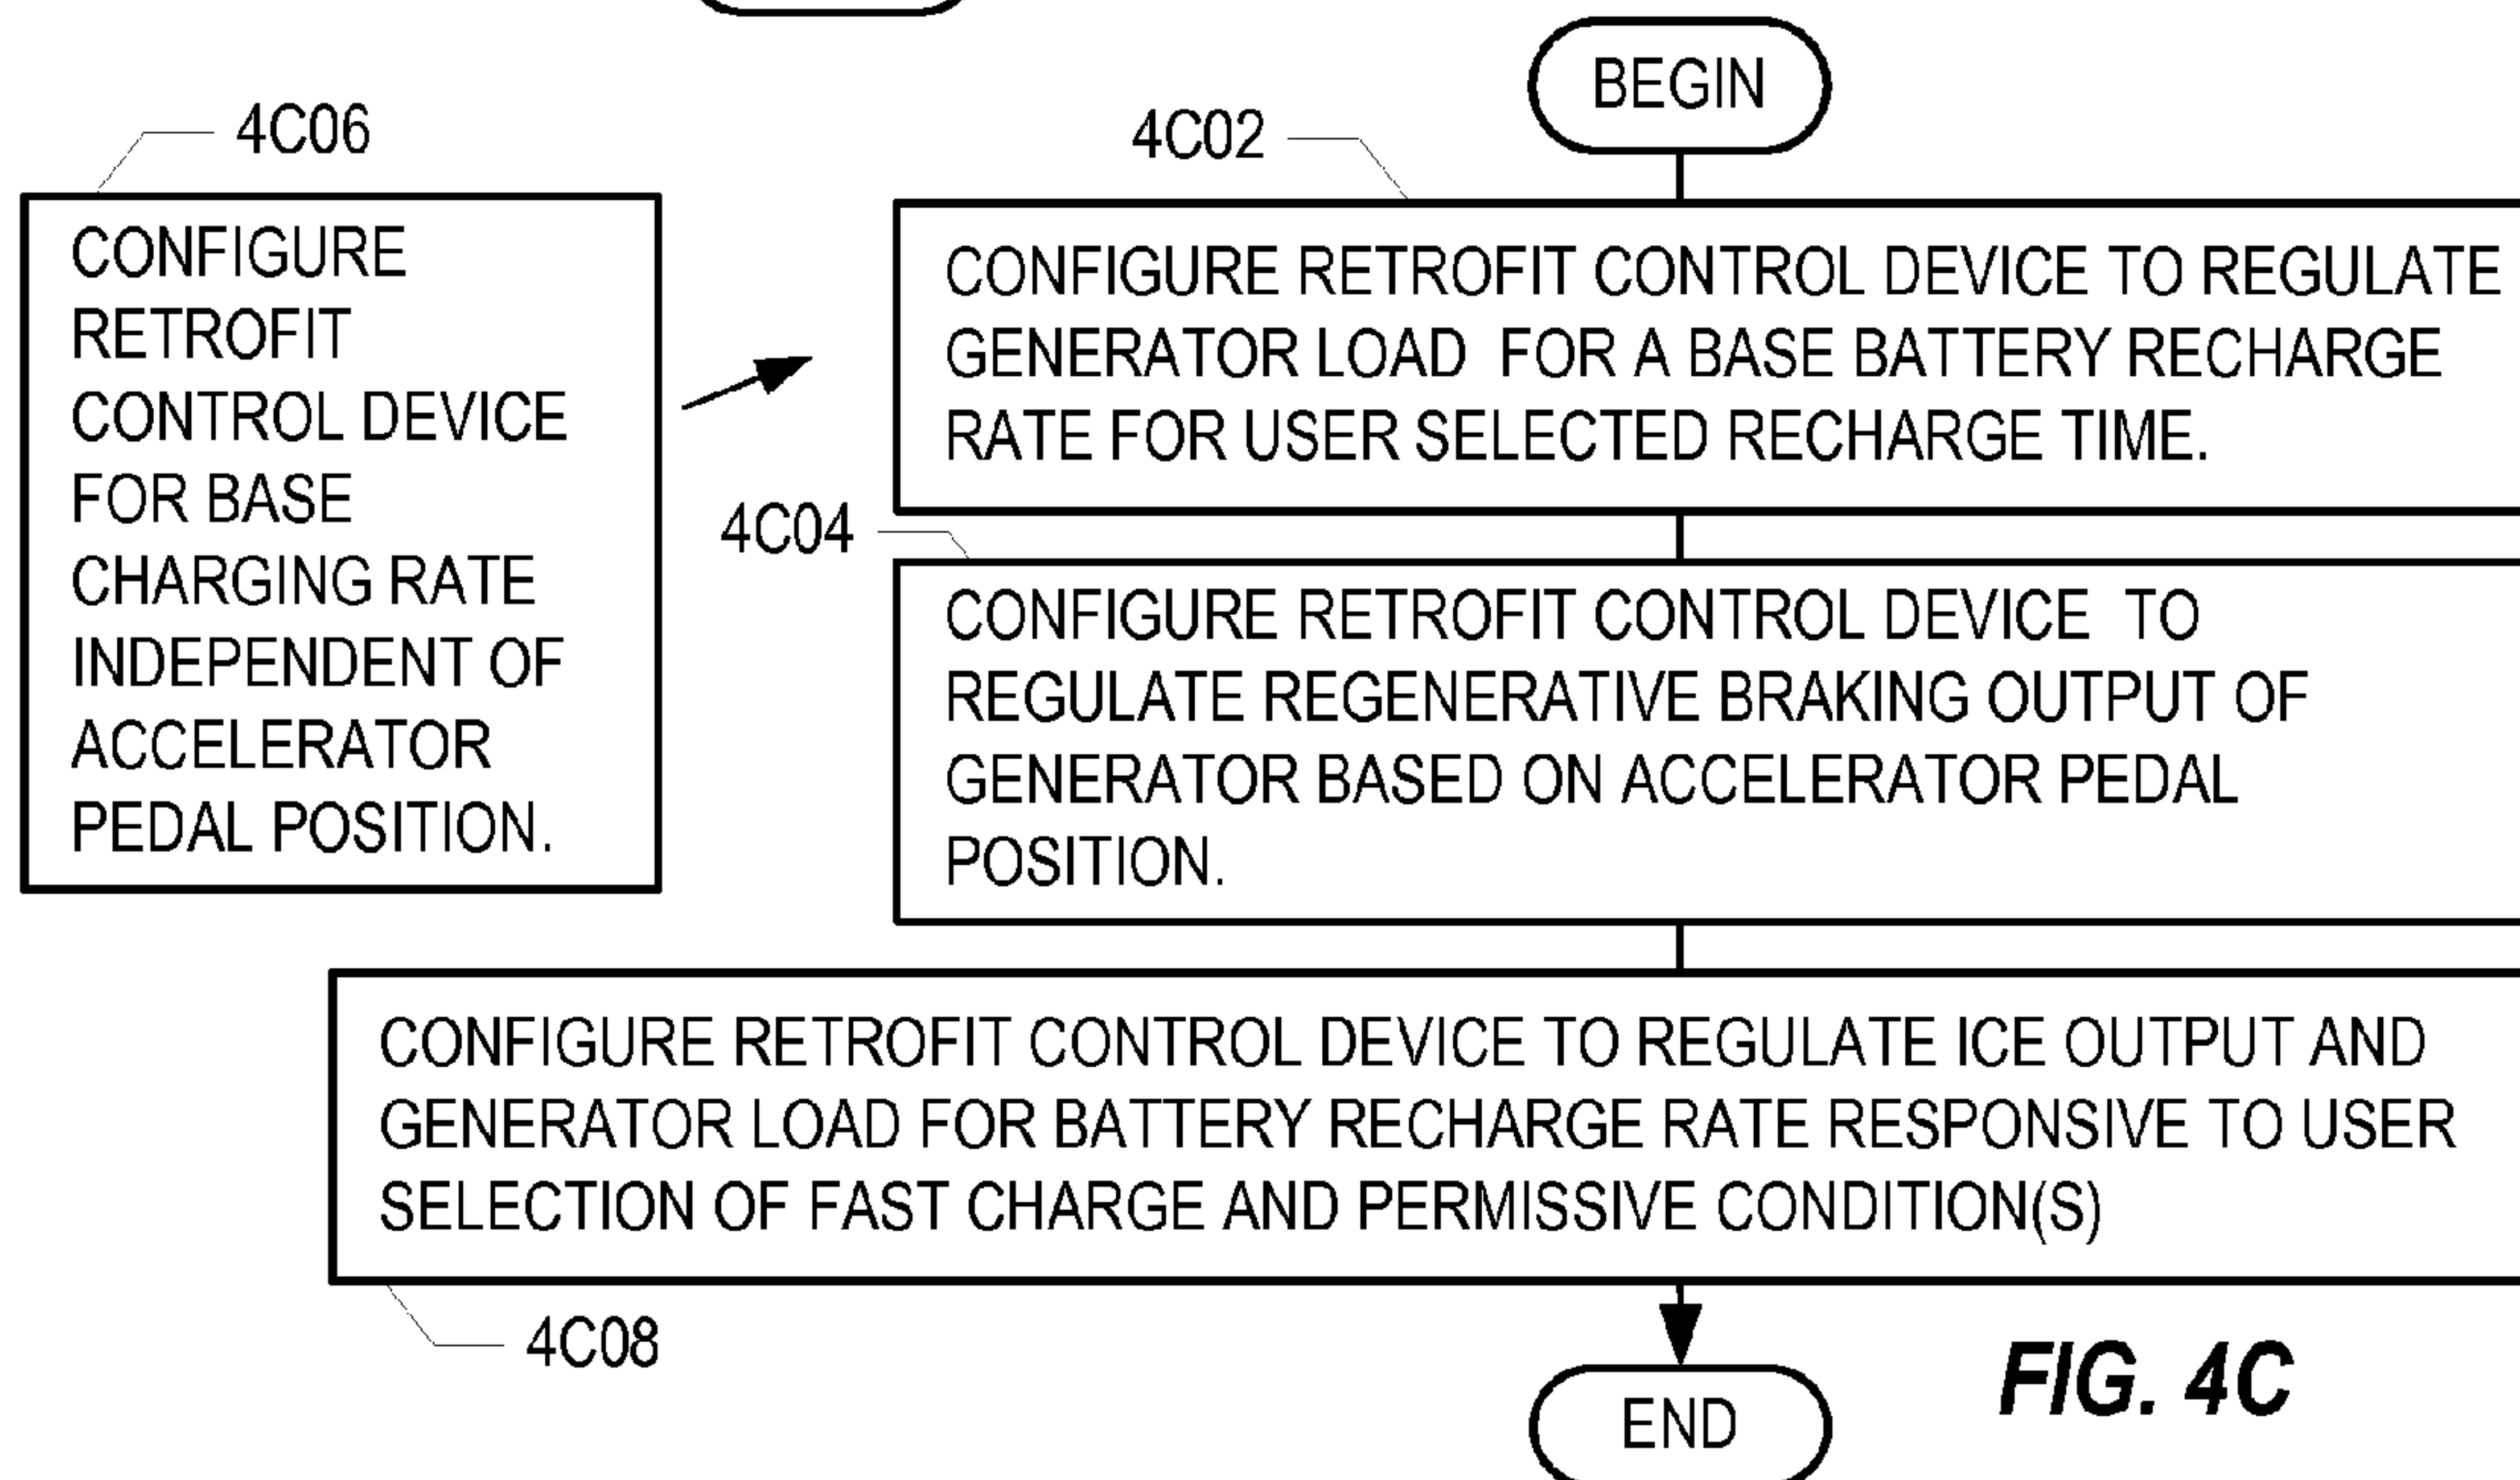 BEGIN
4C06
4C02
CONFIGURE
RETROFIT
CONTROL DEVICE
FOR BASE
CHARGING RATE
INDEPENDENT OF
ACCELERATOR
PEDAL POSITION.
CONFIGURE RETROFIT CONTROL DEVICE TO REGULATE
GENERATOR LOAD FOR A BASE BATTERY RECHARGE
RATE FOR USER SELECTED RECHARGE TIME.
4C04
CONFIGURE RETROFIT CONTROL DEVICE TO
REGULATE REGENERATIVE BRAKING OUTPUT OF
GENERATOR BASED ON ACCELERATOR PEDAL
POSITION.
CONFIGURE RETROFIT CONTROL DEVICE TO REGULATE ICE OUTPUT AND
GENERATOR LOAD FOR BATTERY RECHARGE RATE RESPONSIVE TO USER
SELECTION OF FAST CHARGE AND PERMISSIVE CONDITION(S)
4C08
END
FIG. 4C